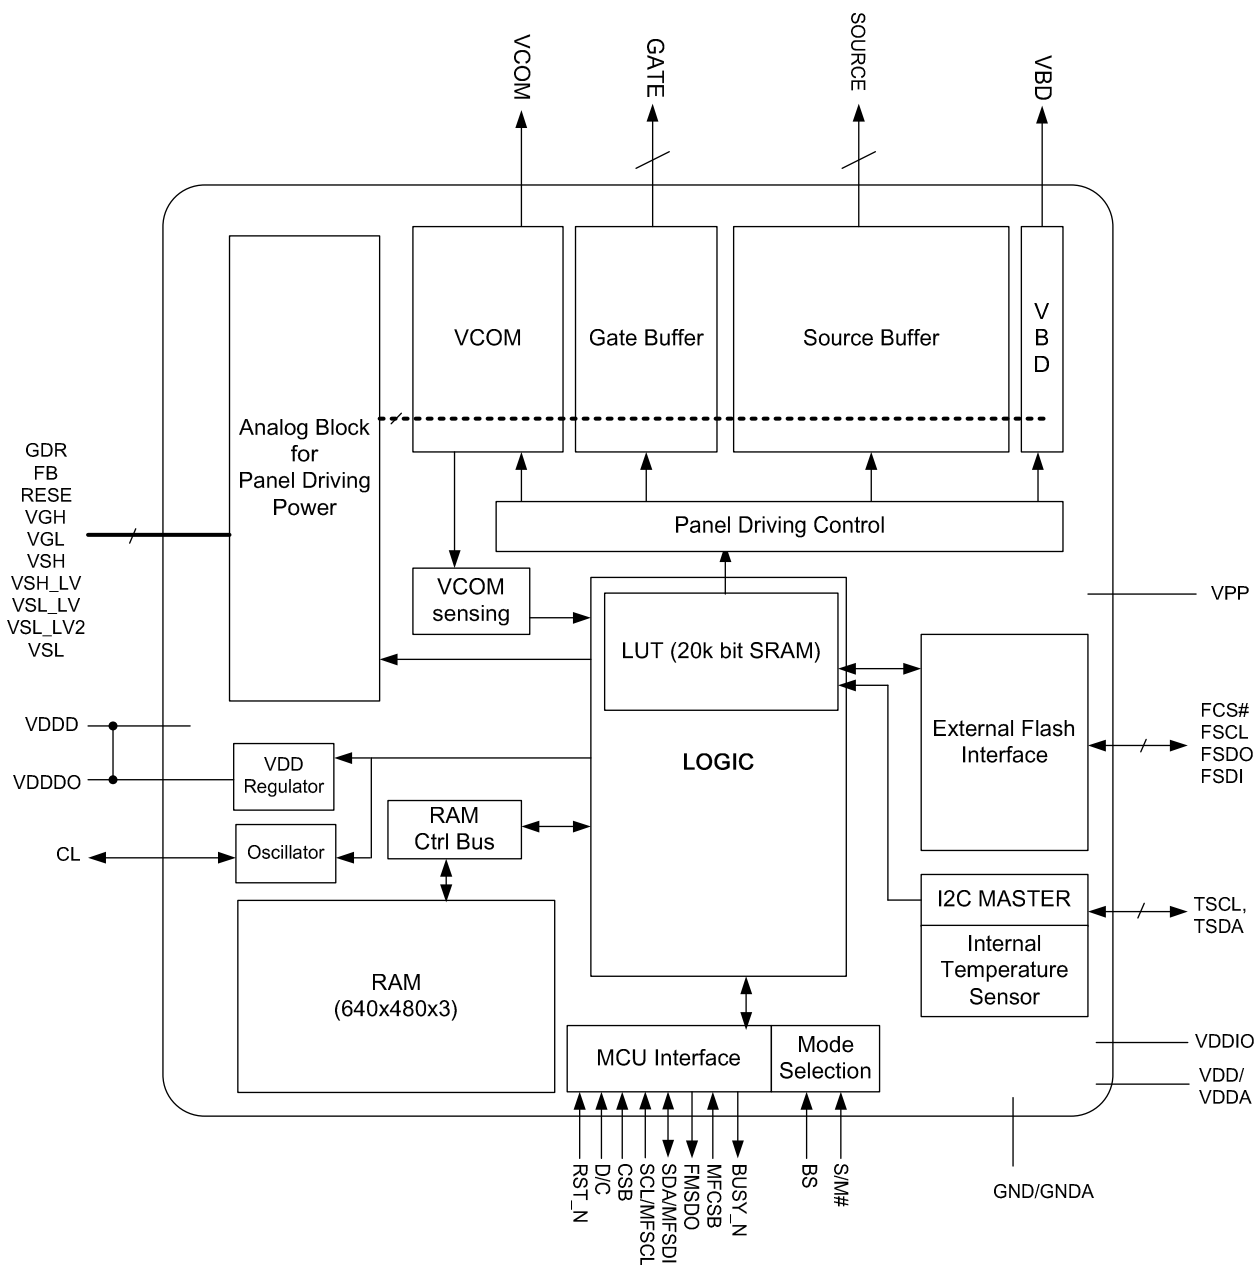 VCOM
GATE
SOURCE
VBD
VCOM
Gate Buffer
Source Buffer
V
B
D
Analog Block
for
Panel Driving
Power
GDR
FB
RESE
VGH
VGL
VSH
VSH_LV
VSL_LV
VSL_LV2
VSL
Panel Driving Control
VCOM
sensing
LUT (20k bit SRAM)
LOGIC
VPP
External Flash
Interface
FCS#
FSCL
FSDO
FSDI
VDDD
VDDDO
VDD
Regulator
CL
Oscillator
RAM
Ctrl Bus
RAM
(640x480x3)
I2C MASTER
Internal
Temperature
Sensor
TSCL,
TSDA
MCU Interface
Mode
Selection
VDDIO
VDD/
VDDA
GND/GNDA
RST_N
D/C
CSB
SCL/MFSCL
SDA/MFSDI
FMSDO
MFCSB
BUSY_N
BS
S/M#